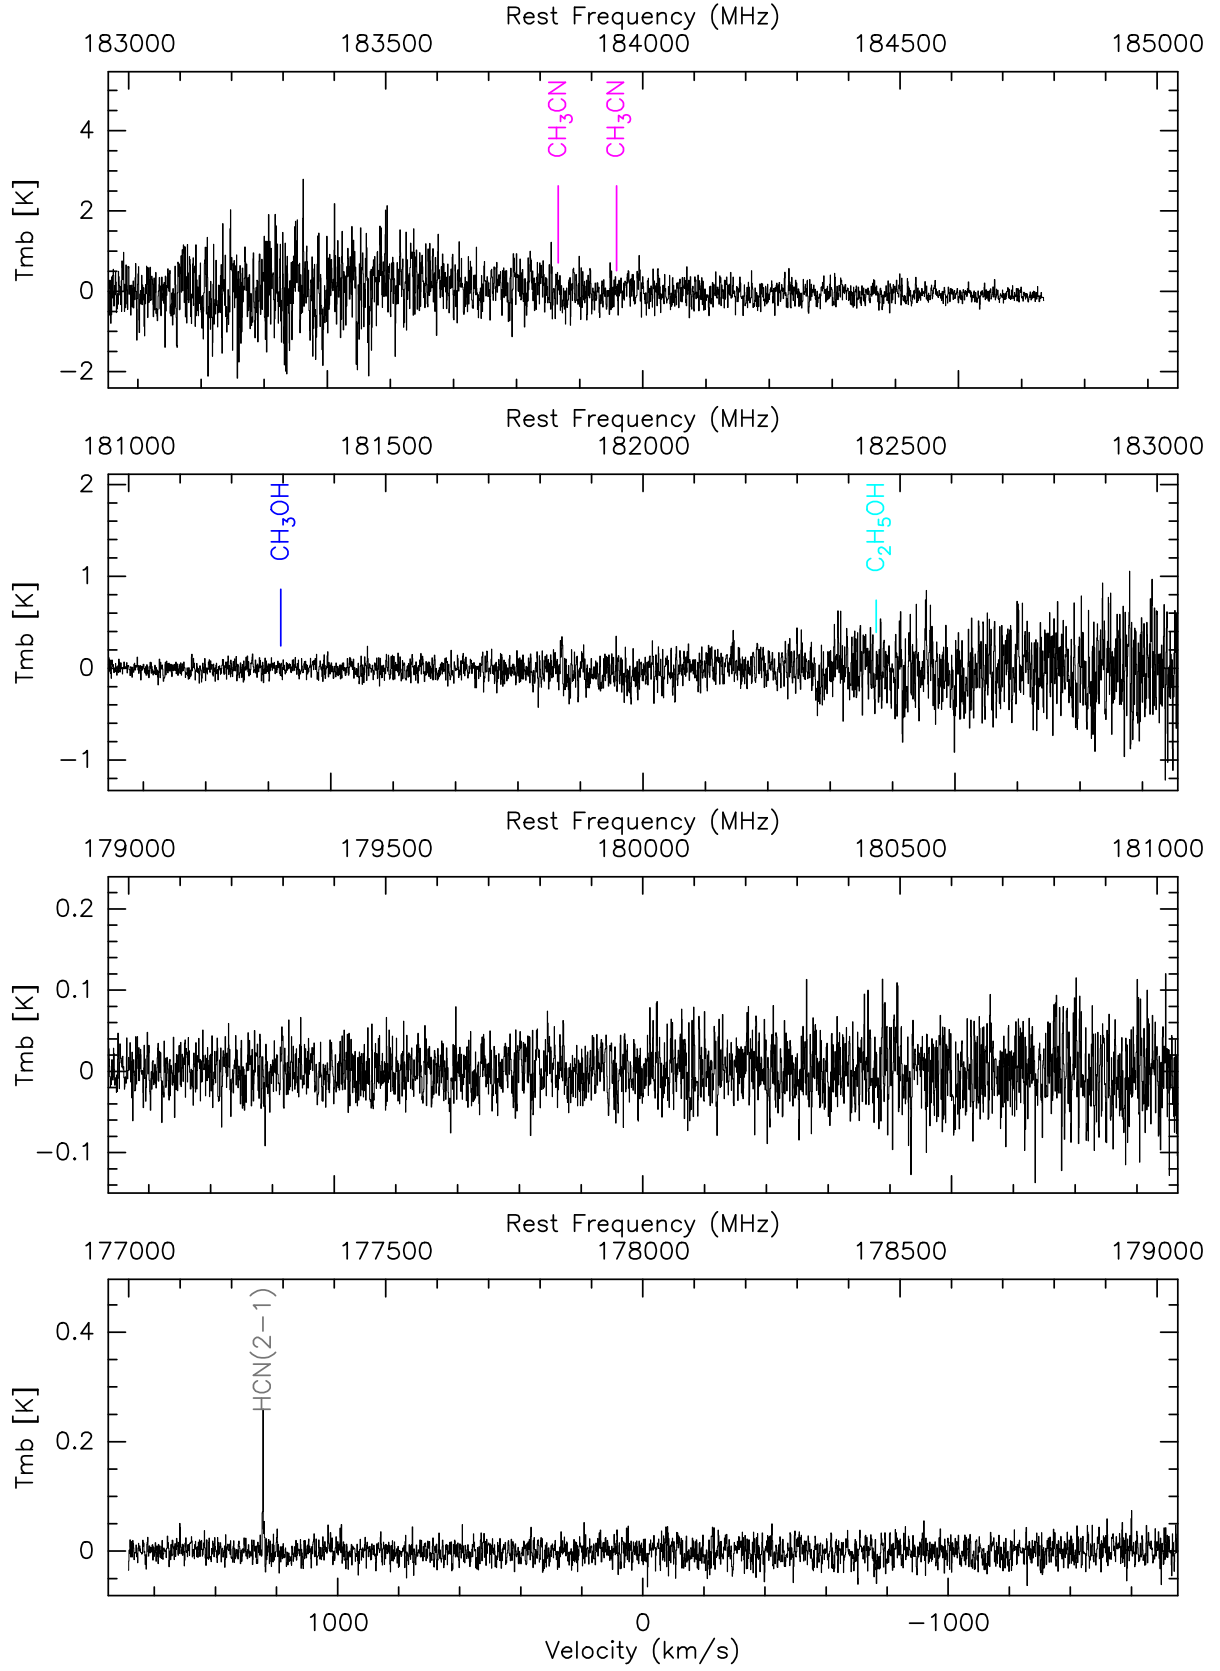 Rest Frequency (MHz)
183000 183500 184000 184500 185000
CH3CN CH3CN
Tmb [K]
4
2
0
−2
Rest Frequency (MHz)
181000 181500 182000 182500 183000
CH3OH C2H5OH
Tmb [K]
2
1
0
−1
Rest Frequency (MHz)
179000 179500 180000 180500 181000
Tmb [K]
0.2
0.1
0
−0.1
Rest Frequency (MHz)
177000 177500 178000 178500 179000
HCN(2−1)
Tmb [K]
0.4
0.2
0
1000 0 −1000
Velocity (km/s)